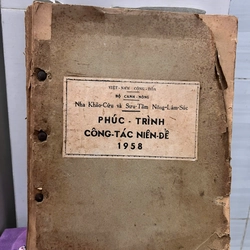 VIỆT - NAM CỘNG - HÒA
BỘ CANH - NÔNG
Nha Khảo-Cứu và Sưu-Tầm Nông-Lâm-Súc
PHÚC - TRÌNH
CÔNG-TÁC NIÊN-ĐỀ
1958